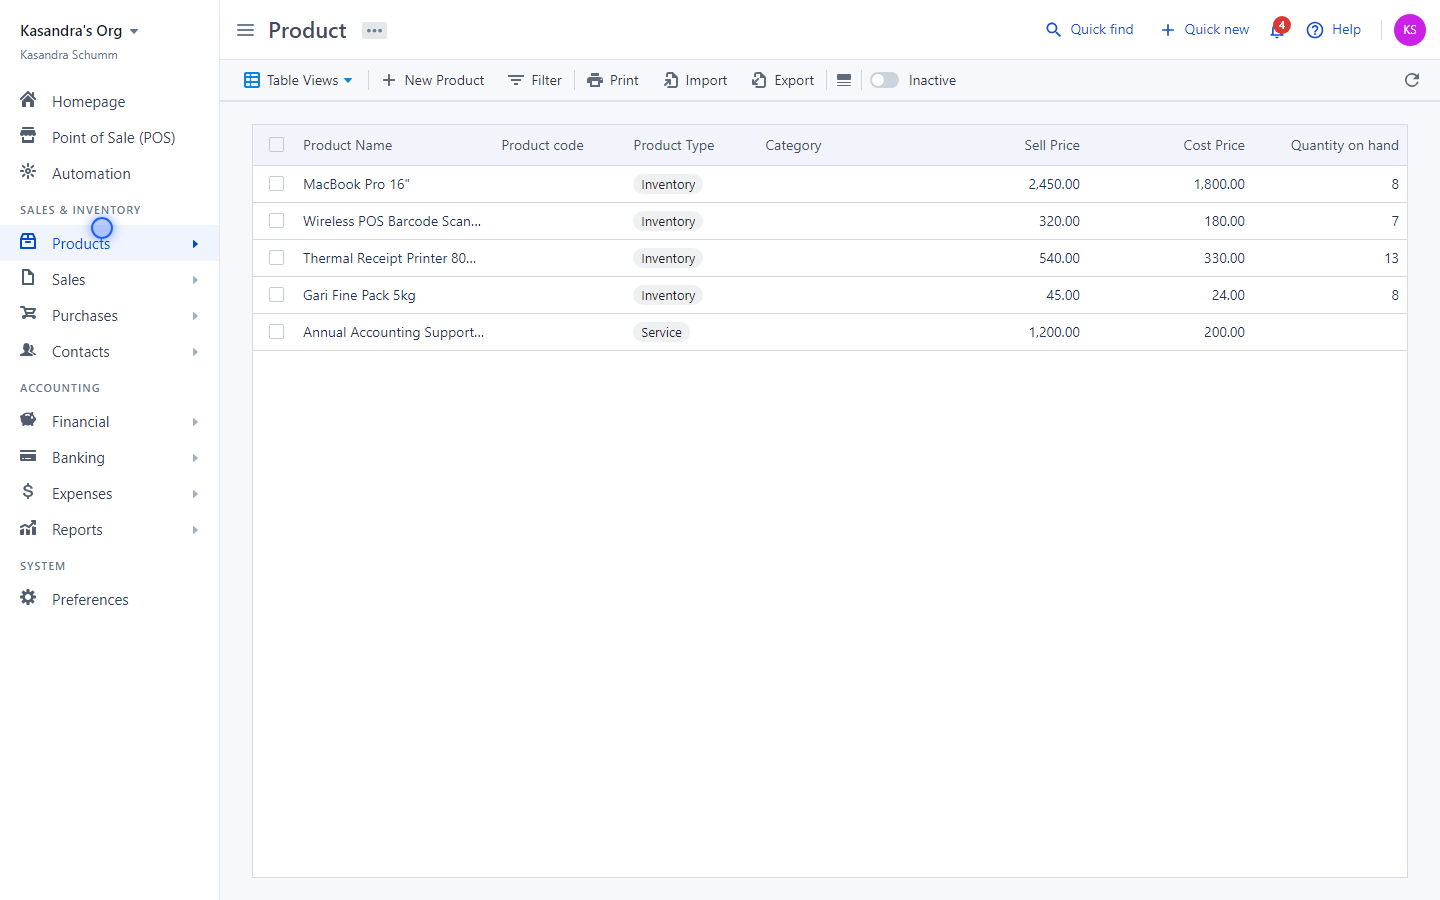 Kasandra's Org
Kasandra Schumm
Homepage
Point of Sale (POS)
Automation
SALES & INVENTORY
Products
Sales
Purchases
Contacts
ACCOUNTING
Financial
Banking
Expenses
Reports
SYSTEM
Preferences
Product
Quick find
Quick new
4
Help
KS
Table Views
New Product
Filter
Print
Import
Export
Inactive
Product Name Product code Product Type Category Sell Price Cost Price Quantity on hand
MacBook Pro 16" Inventory 2,450.00 1,800.00 8
Wireless POS Barcode Scan... Inventory 320.00 180.00 7
Thermal Receipt Printer 80... Inventory 540.00 330.00 13
Gari Fine Pack 5kg Inventory 45.00 24.00 8
Annual Accounting Support... Service 1,200.00 200.00